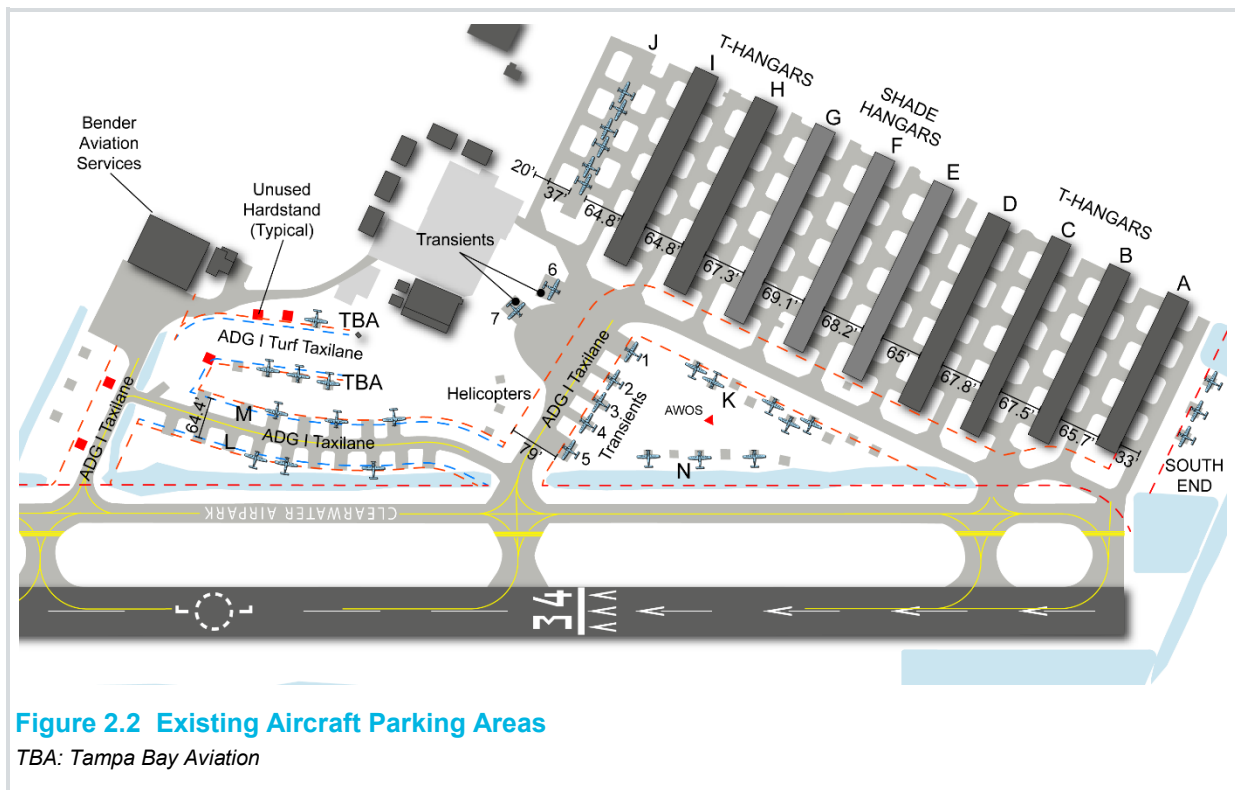 J
I
T-HANGARS
H
G
SHADE
HANGARS
F
E
D
T-HANGARS
C
B
A
Bender
Aviation
Services
Unused
Hardstand
(Typical)
Transients
6
7
20'
37'
64.8'
64.8'
67.3'
69.1'
68.2'
65'
67.8'
67.5'
65.7'
33'
TBA
ADG I Turf Taxilane
TBA
ADG I Taxilane
64.4'
M
ADG I Taxilane
L
Helicopters
ADG I Taxilane
79'
1
2
3
4
5
Transients
K
AWOS
N
SOUTH
END
CLEARWATER AIRPARK
34
Figure 2.2 Existing Aircraft Parking Areas
TBA: Tampa Bay Aviation